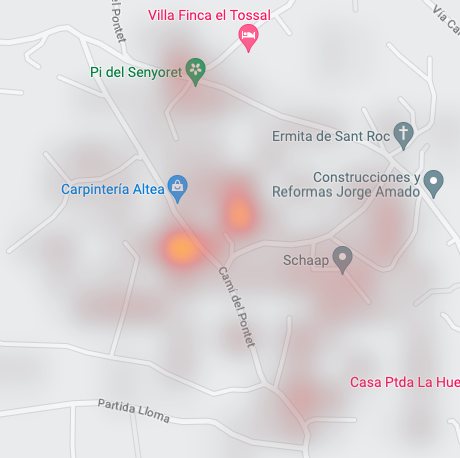 del Pontet
Villa Finca el Tossal
Vía Ca
Pi del Senyoret
Ermita de Sant Roc
Carpintería Altea
Construcciones y
Reformas Jorge Amado
Schaap
Camí del Pontet
Casa Ptda La Hue
Partida Lloma